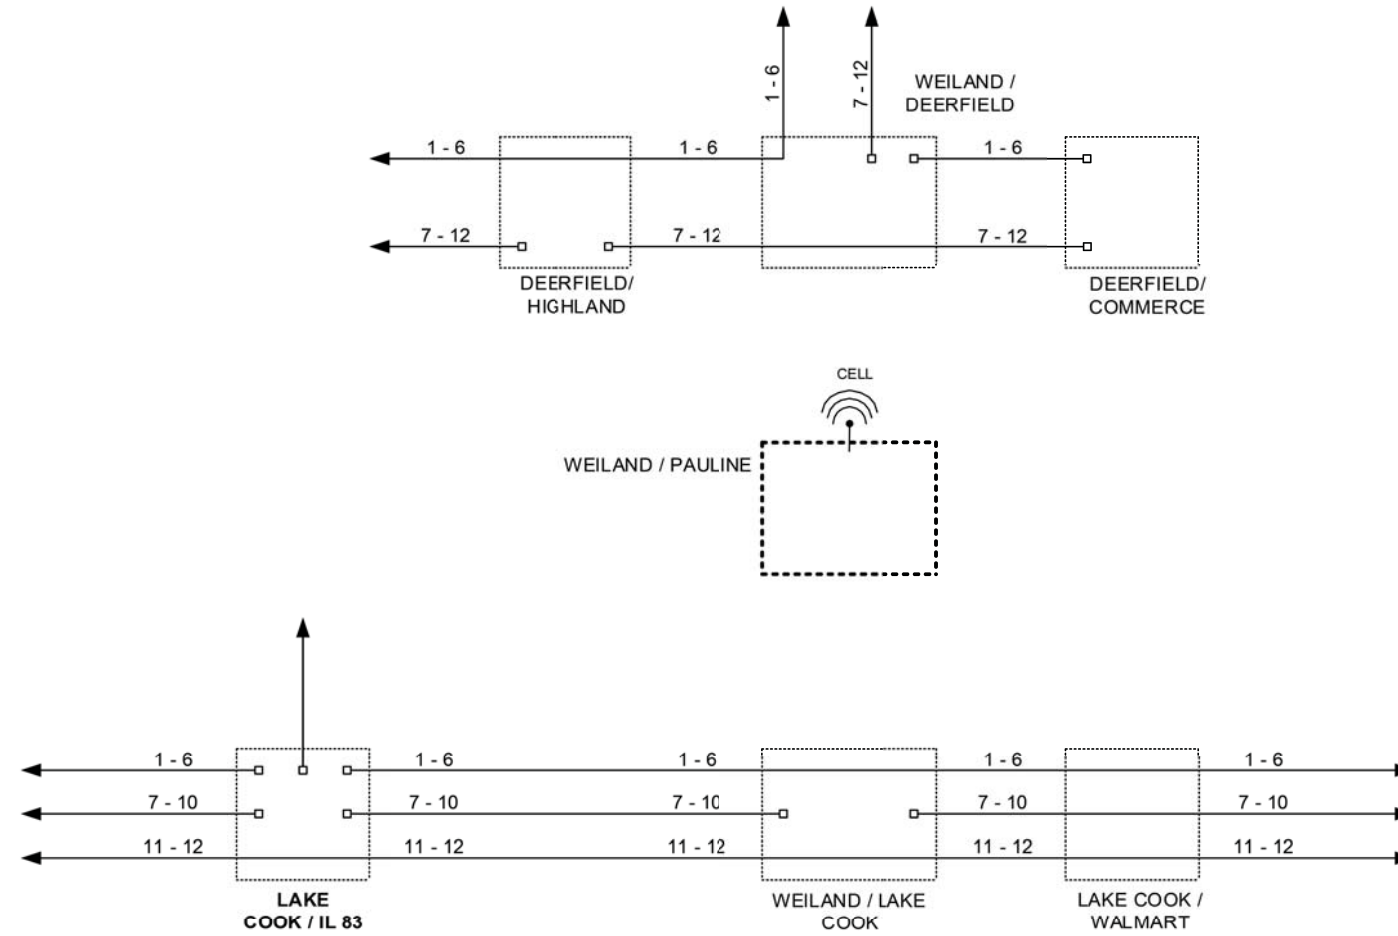 1 - 6
7 - 12
WEILAND /
DEERFIELD
1 - 6
1 - 6
1 - 6
7 - 12
7 - 12
7 - 12
DEERFIELD/
HIGHLAND
DEERFIELD/
COMMERCE
CELL
WEILAND / PAULINE
1 - 6
1 - 6
1 - 6
1 - 6
1 - 6
7 - 10
7 - 10
7 - 10
7 - 10
7 - 10
11 - 12
11 - 12
11 - 12
11 - 12
11 - 12
LAKE
COOK / IL 83
WEILAND / LAKE
COOK
LAKE COOK /
WALMART